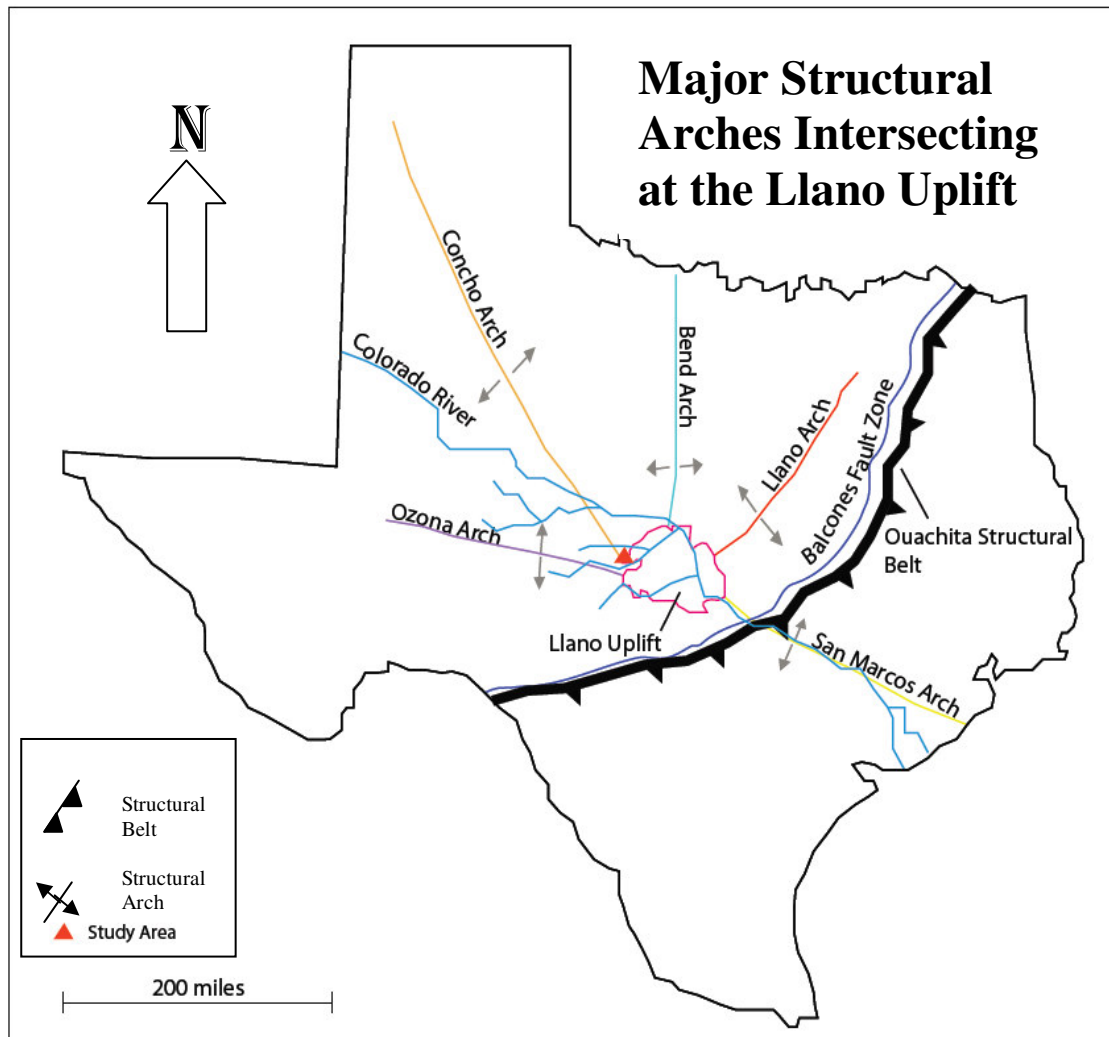 Major Structural
Arches Intersecting
at the Llano Uplift
N
Concho Arch
Colorado River
Bend Arch
Llano Arch
Balcones Fault Zone
Ozona Arch
Ouachita Structural
Belt
Llano Uplift
San Marcos Arch
Structural
Belt
Structural
Arch
Study Area
200 miles